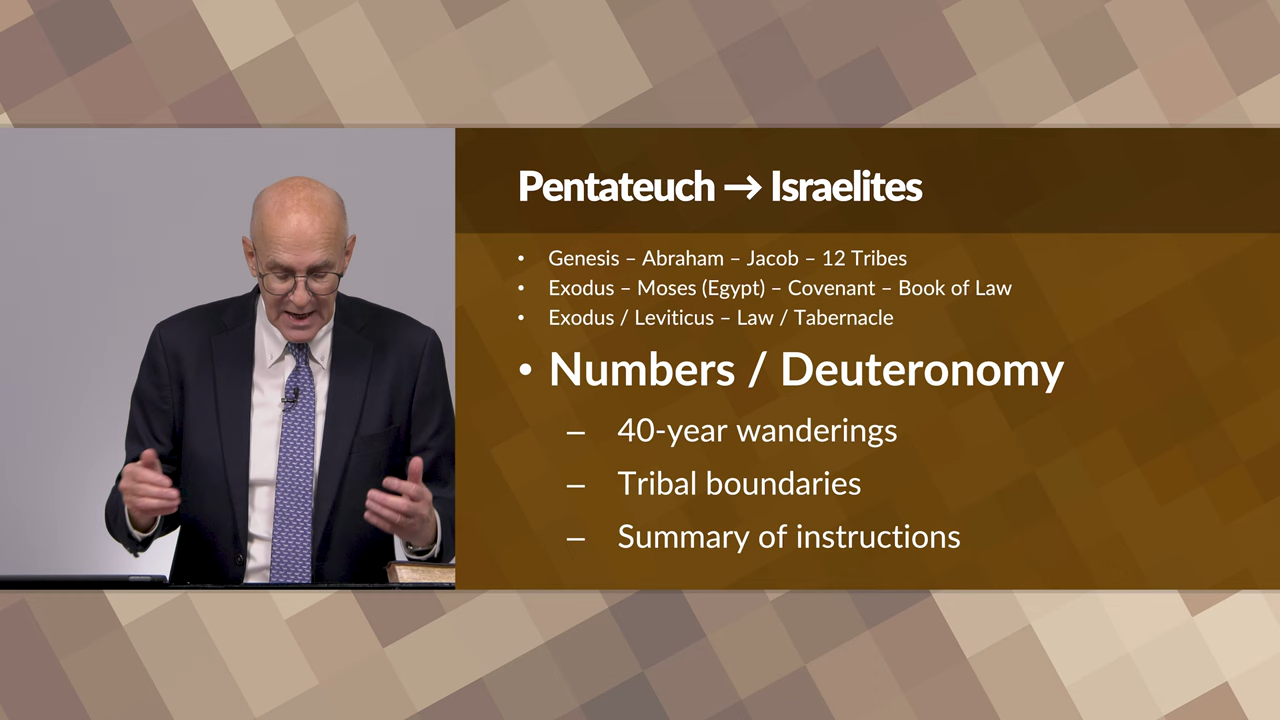 Pentateuch → Israelites
• Genesis – Abraham – Jacob – 12 Tribes
• Exodus – Moses (Egypt) – Covenant – Book of Law
• Exodus / Leviticus – Law / Tabernacle
• Numbers / Deuteronomy
– 40-year wanderings
– Tribal boundaries
– Summary of instructions